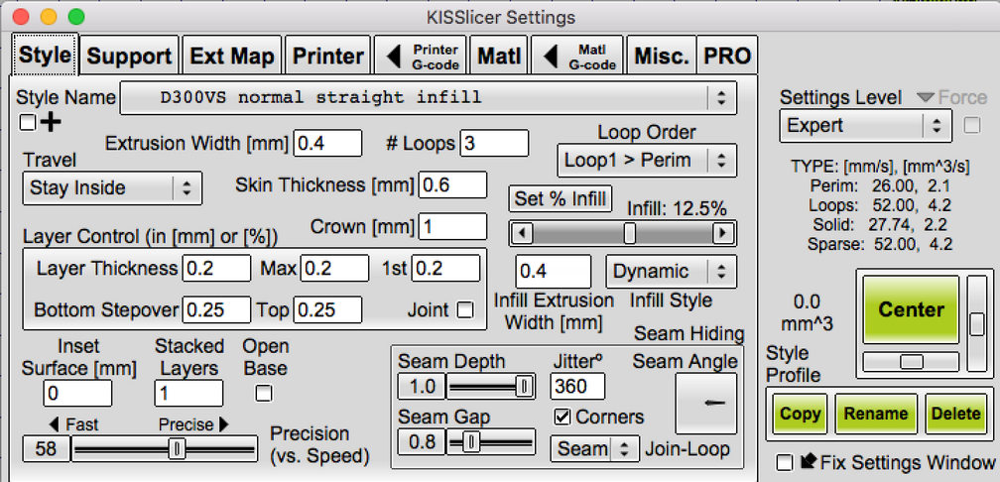 KISSlicer Settings
Style Support Ext Map Printer Printer G-code Matl Matl G-code Misc. PRO
Style Name D300VS normal straight infill
+
Extrusion Width [mm] 0.4 # Loops 3
Loop Order
Loop1 > Perim
Travel
Stay Inside
Skin Thickness [mm] 0.6
Crown [mm] 1
Set % Infill Infill: 12.5%
Layer Control (in [mm] or [%])
Layer Thickness 0.2 Max 0.2 1st 0.2
Bottom Stepover 0.25 Top 0.25 Joint
0.4 Dynamic
Infill Extrusion Width [mm] Infill Style
Inset Surface [mm] 0
Stacked Layers 1
Open Base
Fast Precise
58
Precision (vs. Speed)
Seam Hiding
Seam Depth 1.0
Jitterº 360
Seam Angle
Seam Gap 0.8
Corners
Seam Join-Loop
Settings Level Force
Expert
TYPE: [mm/s], [mm^3/s]
Perim: 26.00, 2.1
Loops: 52.00, 4.2
Solid: 27.74, 2.2
Sparse: 52.00, 4.2
0.0 mm^3
Center
Style Profile
Copy Rename Delete
Fix Settings Window